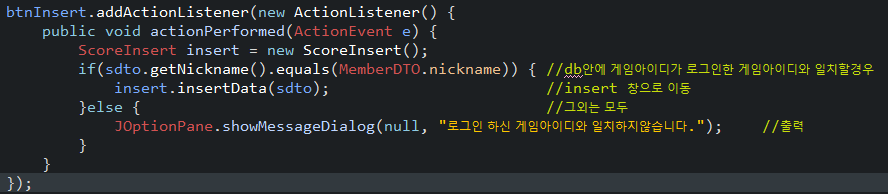 btnInsert.addActionListener(new ActionListener() {
    public void actionPerformed(ActionEvent e) {
        ScoreInsert insert = new ScoreInsert();
        if(sdto.getNickname().equals(MemberDTO.nickname)) { //db안에 게임아이디가 로그인한 게임아이디와 일치할경우
            insert.insertData(sdto);                        //insert 창으로 이동
        }else {                                             //그외는 모두
            JOptionPane.showMessageDialog(null, "로그인 하신 게임아이디와 일치하지않습니다.");     //출력
        }
    }
});